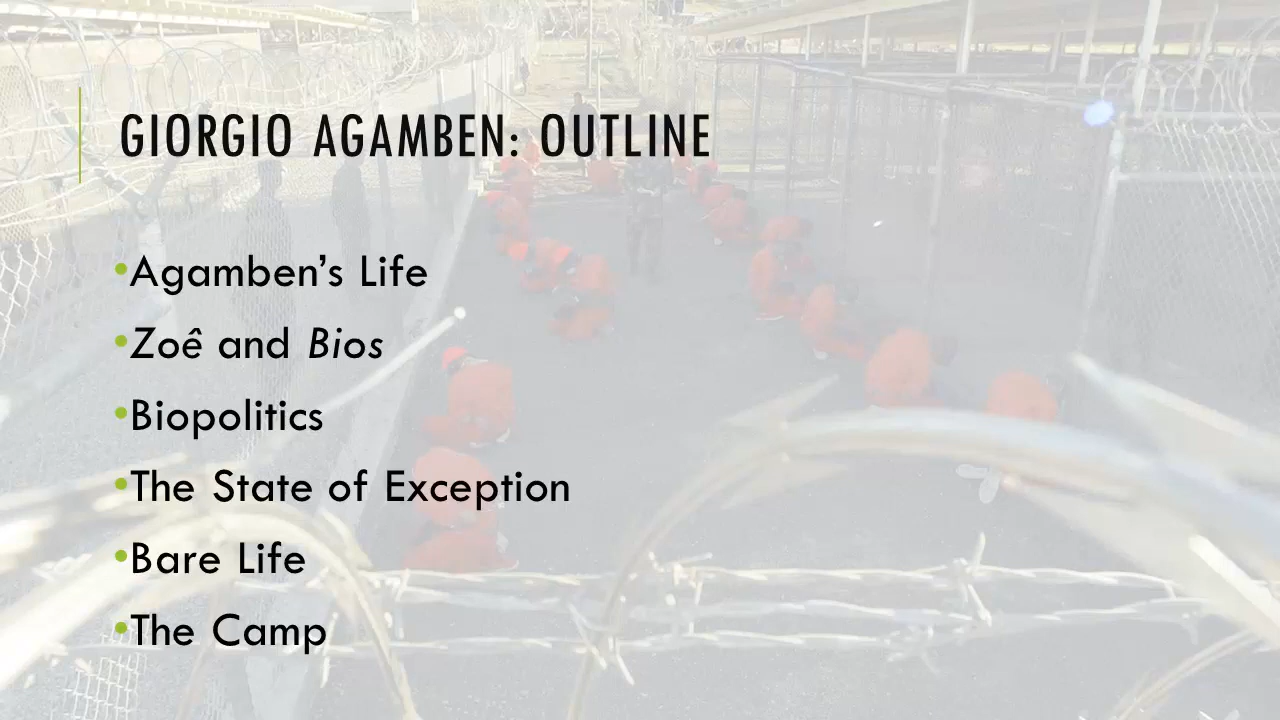 GIORGIO AGAMBEN: OUTLINE
•Agamben’s Life
•Zoê and Bios
•Biopolitics
•The State of Exception
•Bare Life
•The Camp